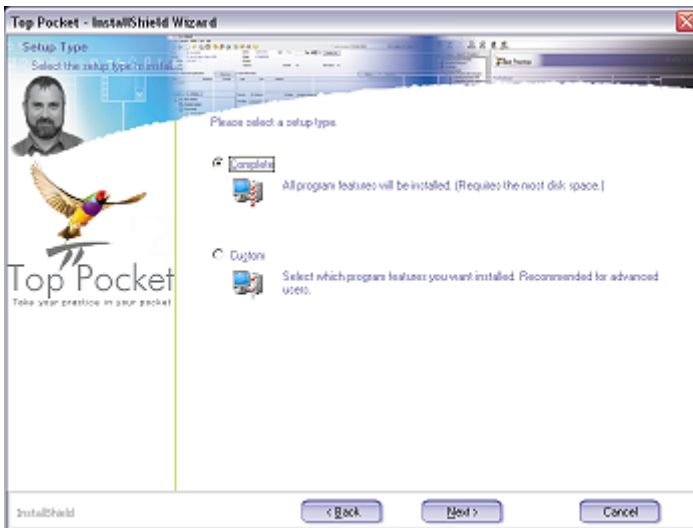 Top Pocket - InstallShield Wizard
Setup Type
Select the setup type to install.
Please select a setup type.
Complete
All program features will be installed. (Requires the most disk space.)
Custom
Select which program features you want installed. Recommended for advanced
users.
Top Pocket
Take your practice in your pocket
InstallShield
< Back
Next >
Cancel